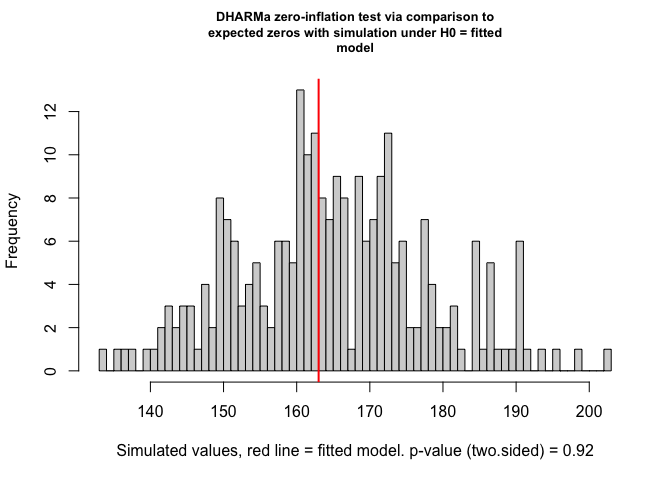 DHARMa zero-inflation test via comparison to
expected zeros with simulation under H0 = fitted
model
Frequency
12
10
8
6
4
2
0
140 150 160 170 180 190 200
Simulated values, red line = fitted model. p-value (two.sided) = 0.92